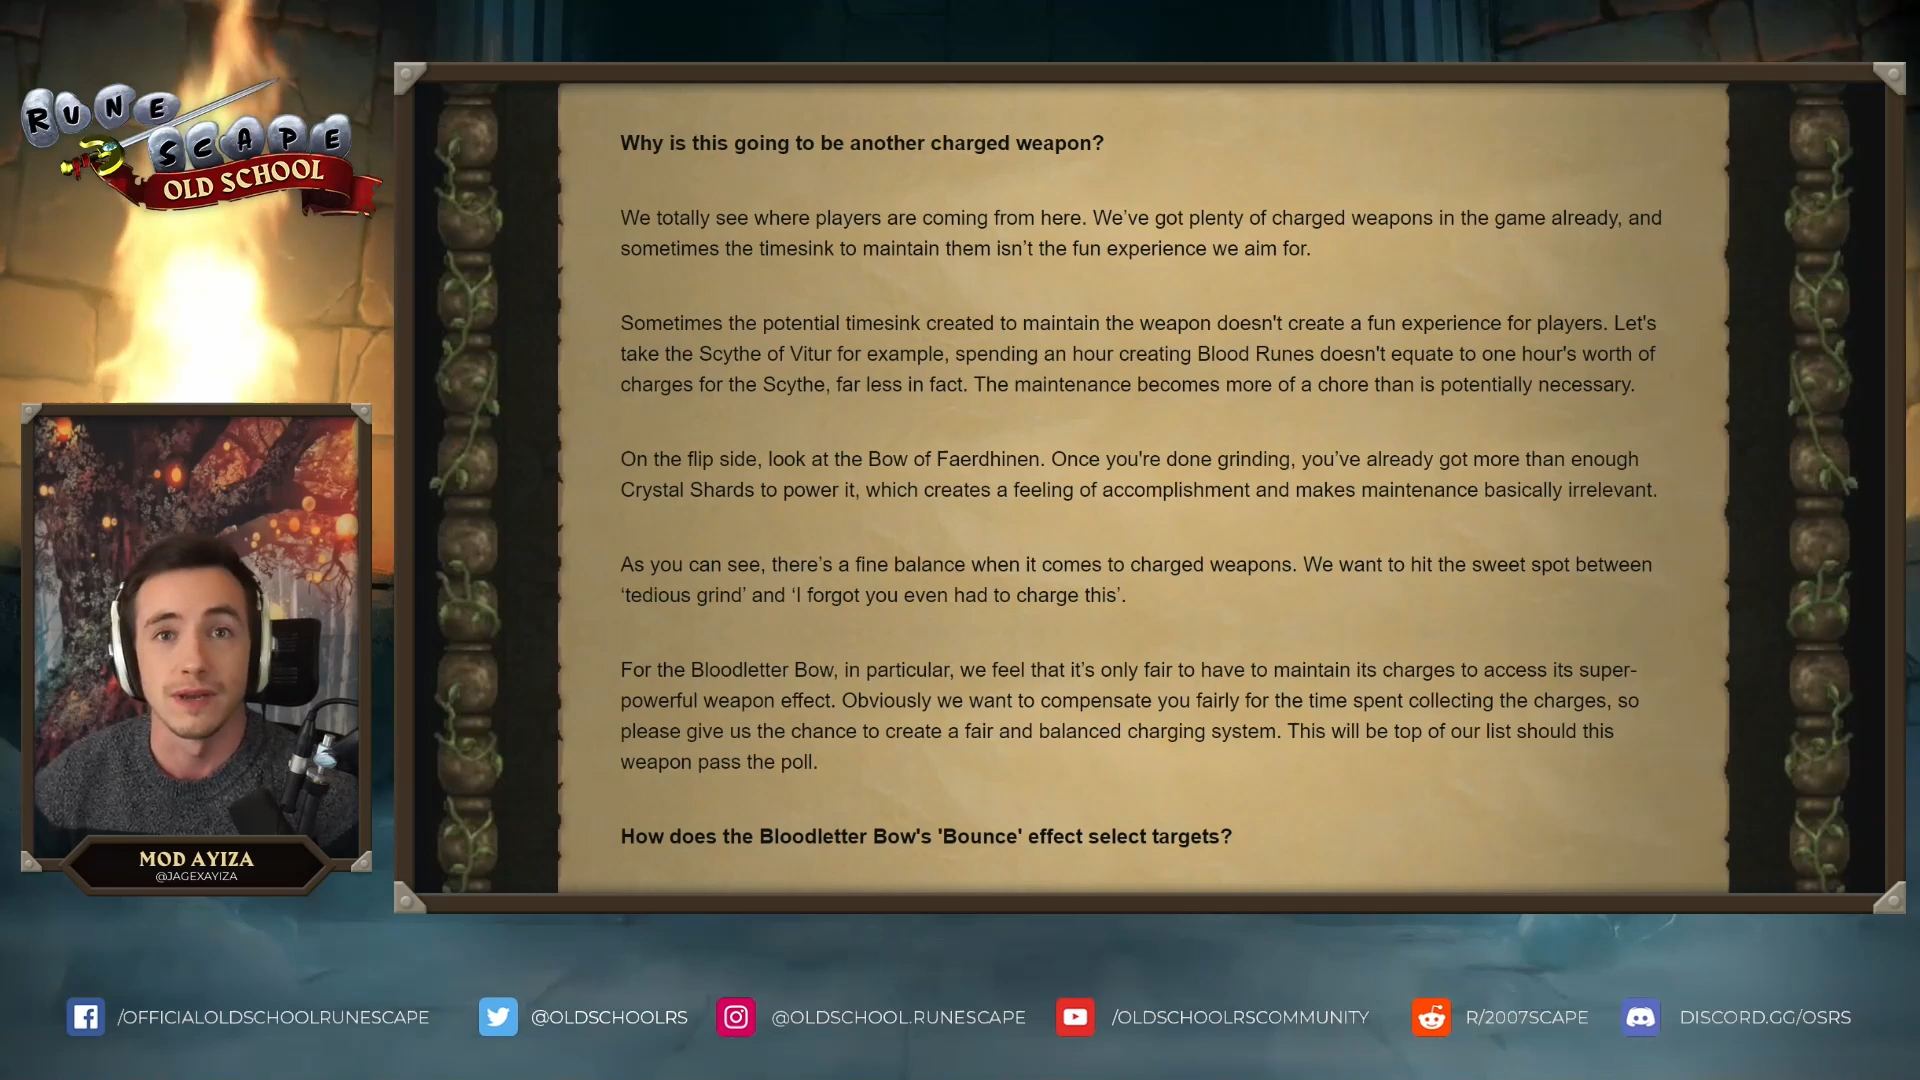 RUNE
SCAPE
OLD SCHOOL
Why is this going to be another charged weapon?
We totally see where players are coming from here. We’ve got plenty of charged weapons in the game already, and
sometimes the timesink to maintain them isn’t the fun experience we aim for.
Sometimes the potential timesink created to maintain the weapon doesn't create a fun experience for players. Let's
take the Scythe of Vitur for example, spending an hour creating Blood Runes doesn't equate to one hour's worth of
charges for the Scythe, far less in fact. The maintenance becomes more of a chore than is potentially necessary.
On the flip side, look at the Bow of Faerdhinen. Once you're done grinding, you’ve already got more than enough
Crystal Shards to power it, which creates a feeling of accomplishment and makes maintenance basically irrelevant.
As you can see, there’s a fine balance when it comes to charged weapons. We want to hit the sweet spot between
‘tedious grind’ and ‘I forgot you even had to charge this’.
For the Bloodletter Bow, in particular, we feel that it’s only fair to have to maintain its charges to access its super-
powerful weapon effect. Obviously we want to compensate you fairly for the time spent collecting the charges, so
please give us the chance to create a fair and balanced charging system. This will be top of our list should this
weapon pass the poll.
How does the Bloodletter Bow's 'Bounce' effect select targets?
MOD AYIZA
@JAGEXAYIZA
/OFFICIALOLDSCHOOLRUNESCAPE
@OLDSCHOOLRS
@OLDSCHOOL.RUNESCAPE
/OLDSCHOOLRSCOMMUNITY
R/2007SCAPE
DISCORD.GG/OSRS